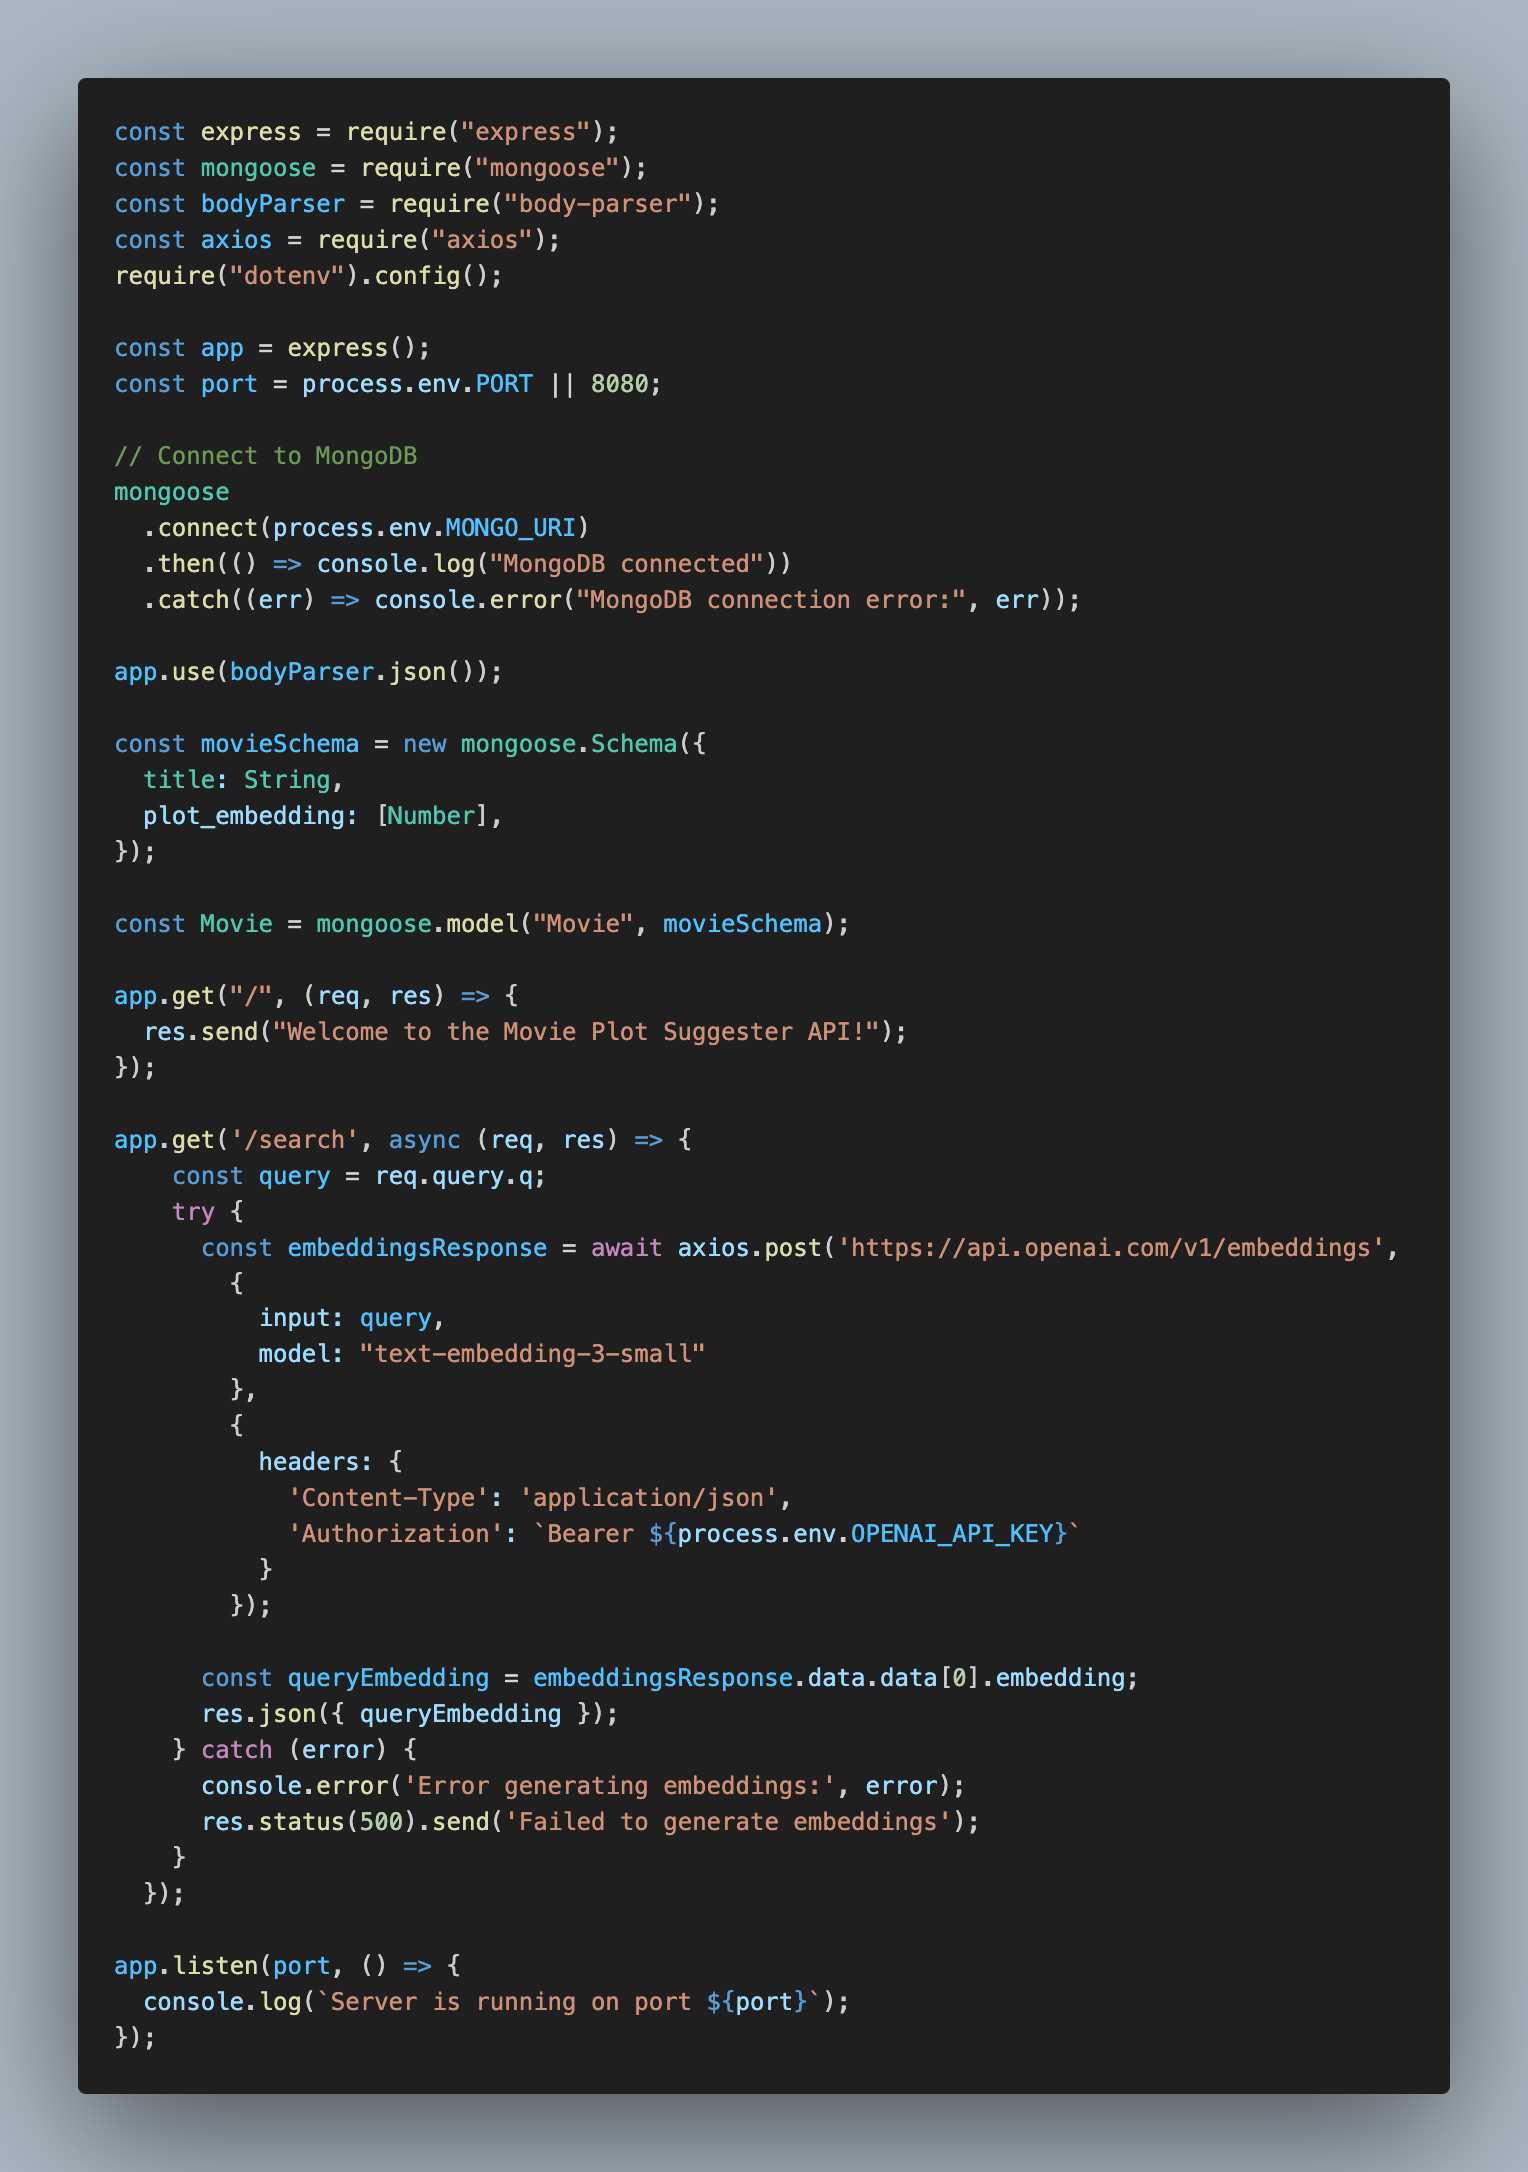 const express = require("express");
const mongoose = require("mongoose");
const bodyParser = require("body-parser");
const axios = require("axios");
require("dotenv").config();

const app = express();
const port = process.env.PORT || 8080;

// Connect to MongoDB
mongoose
  .connect(process.env.MONGO_URI)
  .then(() => console.log("MongoDB connected"))
  .catch((err) => console.error("MongoDB connection error:", err));

app.use(bodyParser.json());

const movieSchema = new mongoose.Schema({
  title: String,
  plot_embedding: [Number],
});

const Movie = mongoose.model("Movie", movieSchema);

app.get("/", (req, res) => {
  res.send("Welcome to the Movie Plot Suggester API!");
});

app.get('/search', async (req, res) => {
    const query = req.query.q;
    try {
      const embeddingsResponse = await axios.post('https://api.openai.com/v1/embeddings',
        {
          input: query,
          model: "text-embedding-3-small"
        },
        {
          headers: {
            'Content-Type': 'application/json',
            'Authorization': `Bearer ${process.env.OPENAI_API_KEY}`
          }
        });

      const queryEmbedding = embeddingsResponse.data.data[0].embedding;
      res.json({ queryEmbedding });
    } catch (error) {
      console.error('Error generating embeddings:', error);
      res.status(500).send('Failed to generate embeddings');
    }
  });

app.listen(port, () => {
  console.log(`Server is running on port ${port}`);
});